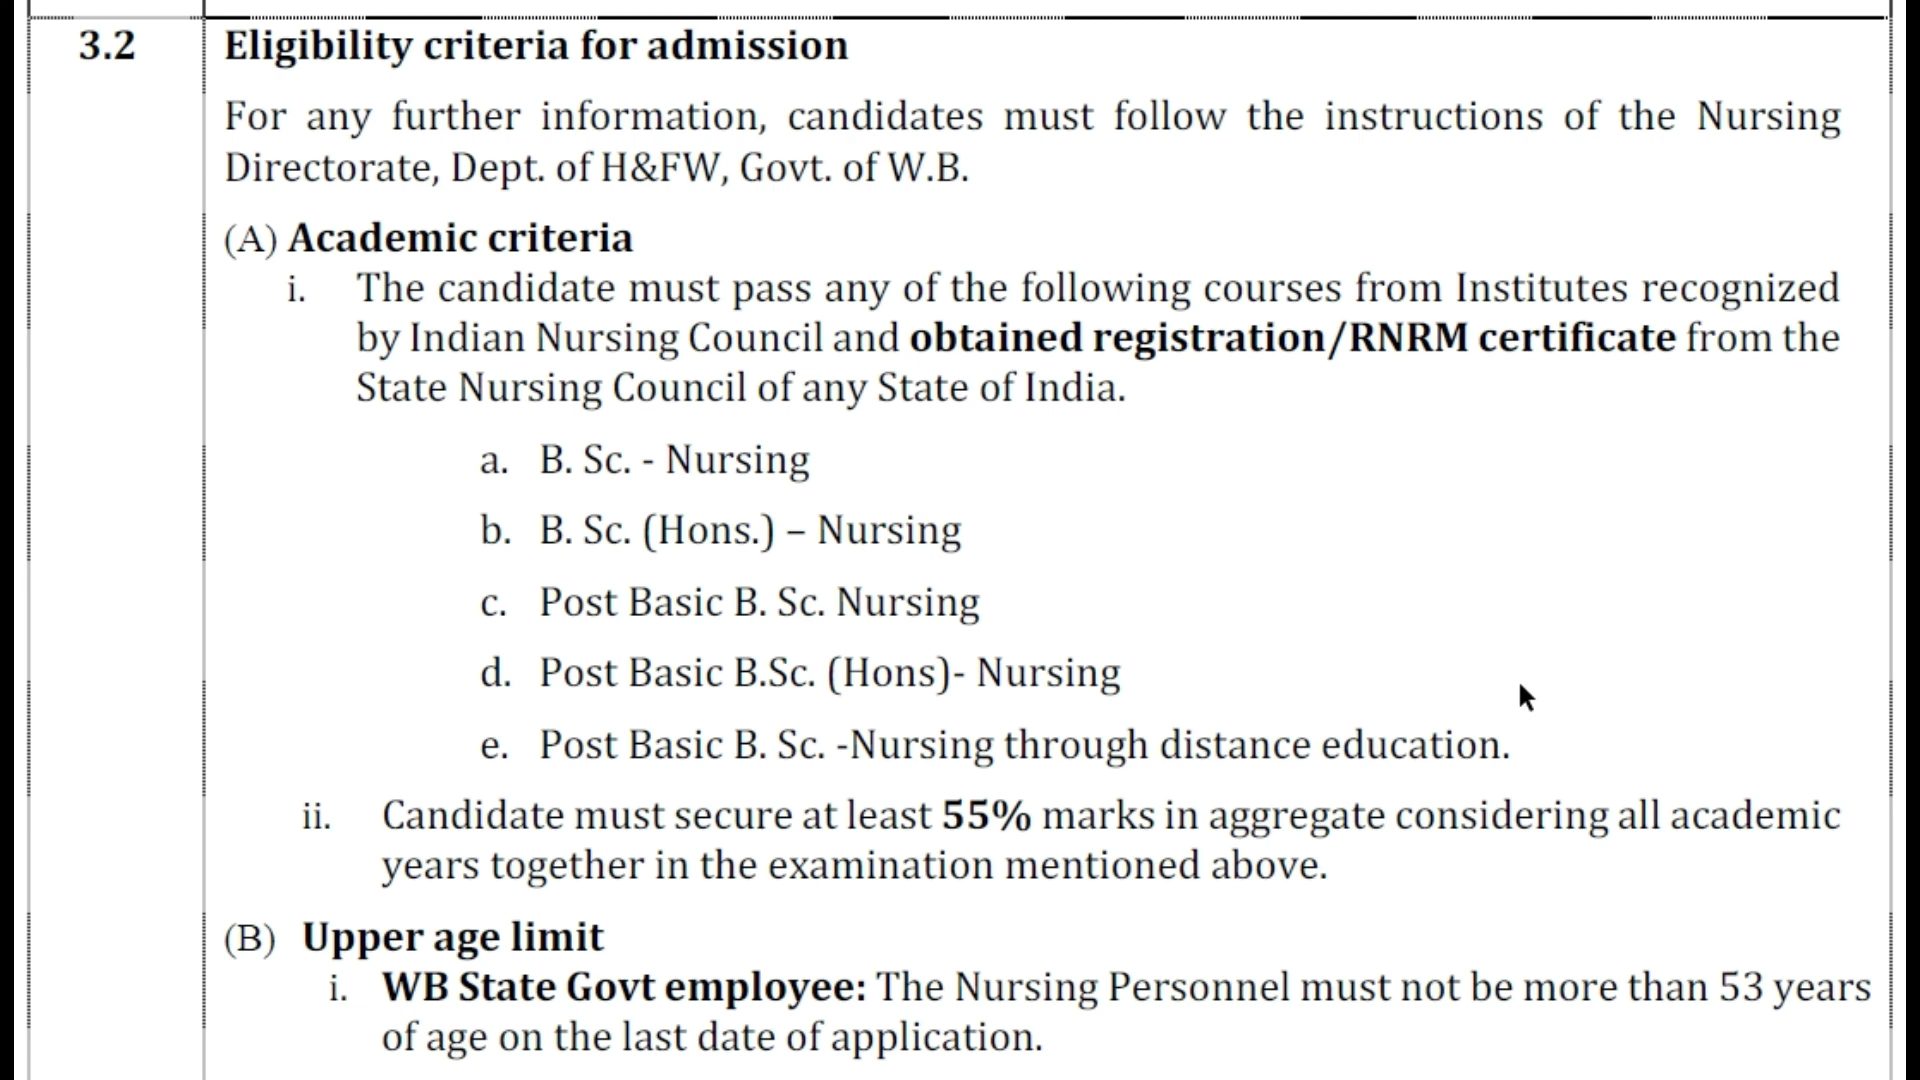 3.2 Eligibility criteria for admission
For any further information, candidates must follow the instructions of the Nursing
Directorate, Dept. of H&FW, Govt. of W.B.
(A) Academic criteria
i. The candidate must pass any of the following courses from Institutes recognized
by Indian Nursing Council and obtained registration/RNRM certificate from the
State Nursing Council of any State of India.
a. B. Sc. - Nursing
b. B. Sc. (Hons.) – Nursing
c. Post Basic B. Sc. Nursing
d. Post Basic B.Sc. (Hons)- Nursing
e. Post Basic B. Sc. -Nursing through distance education.
ii. Candidate must secure at least 55% marks in aggregate considering all academic
years together in the examination mentioned above.
(B) Upper age limit
i. WB State Govt employee: The Nursing Personnel must not be more than 53 years
of age on the last date of application.